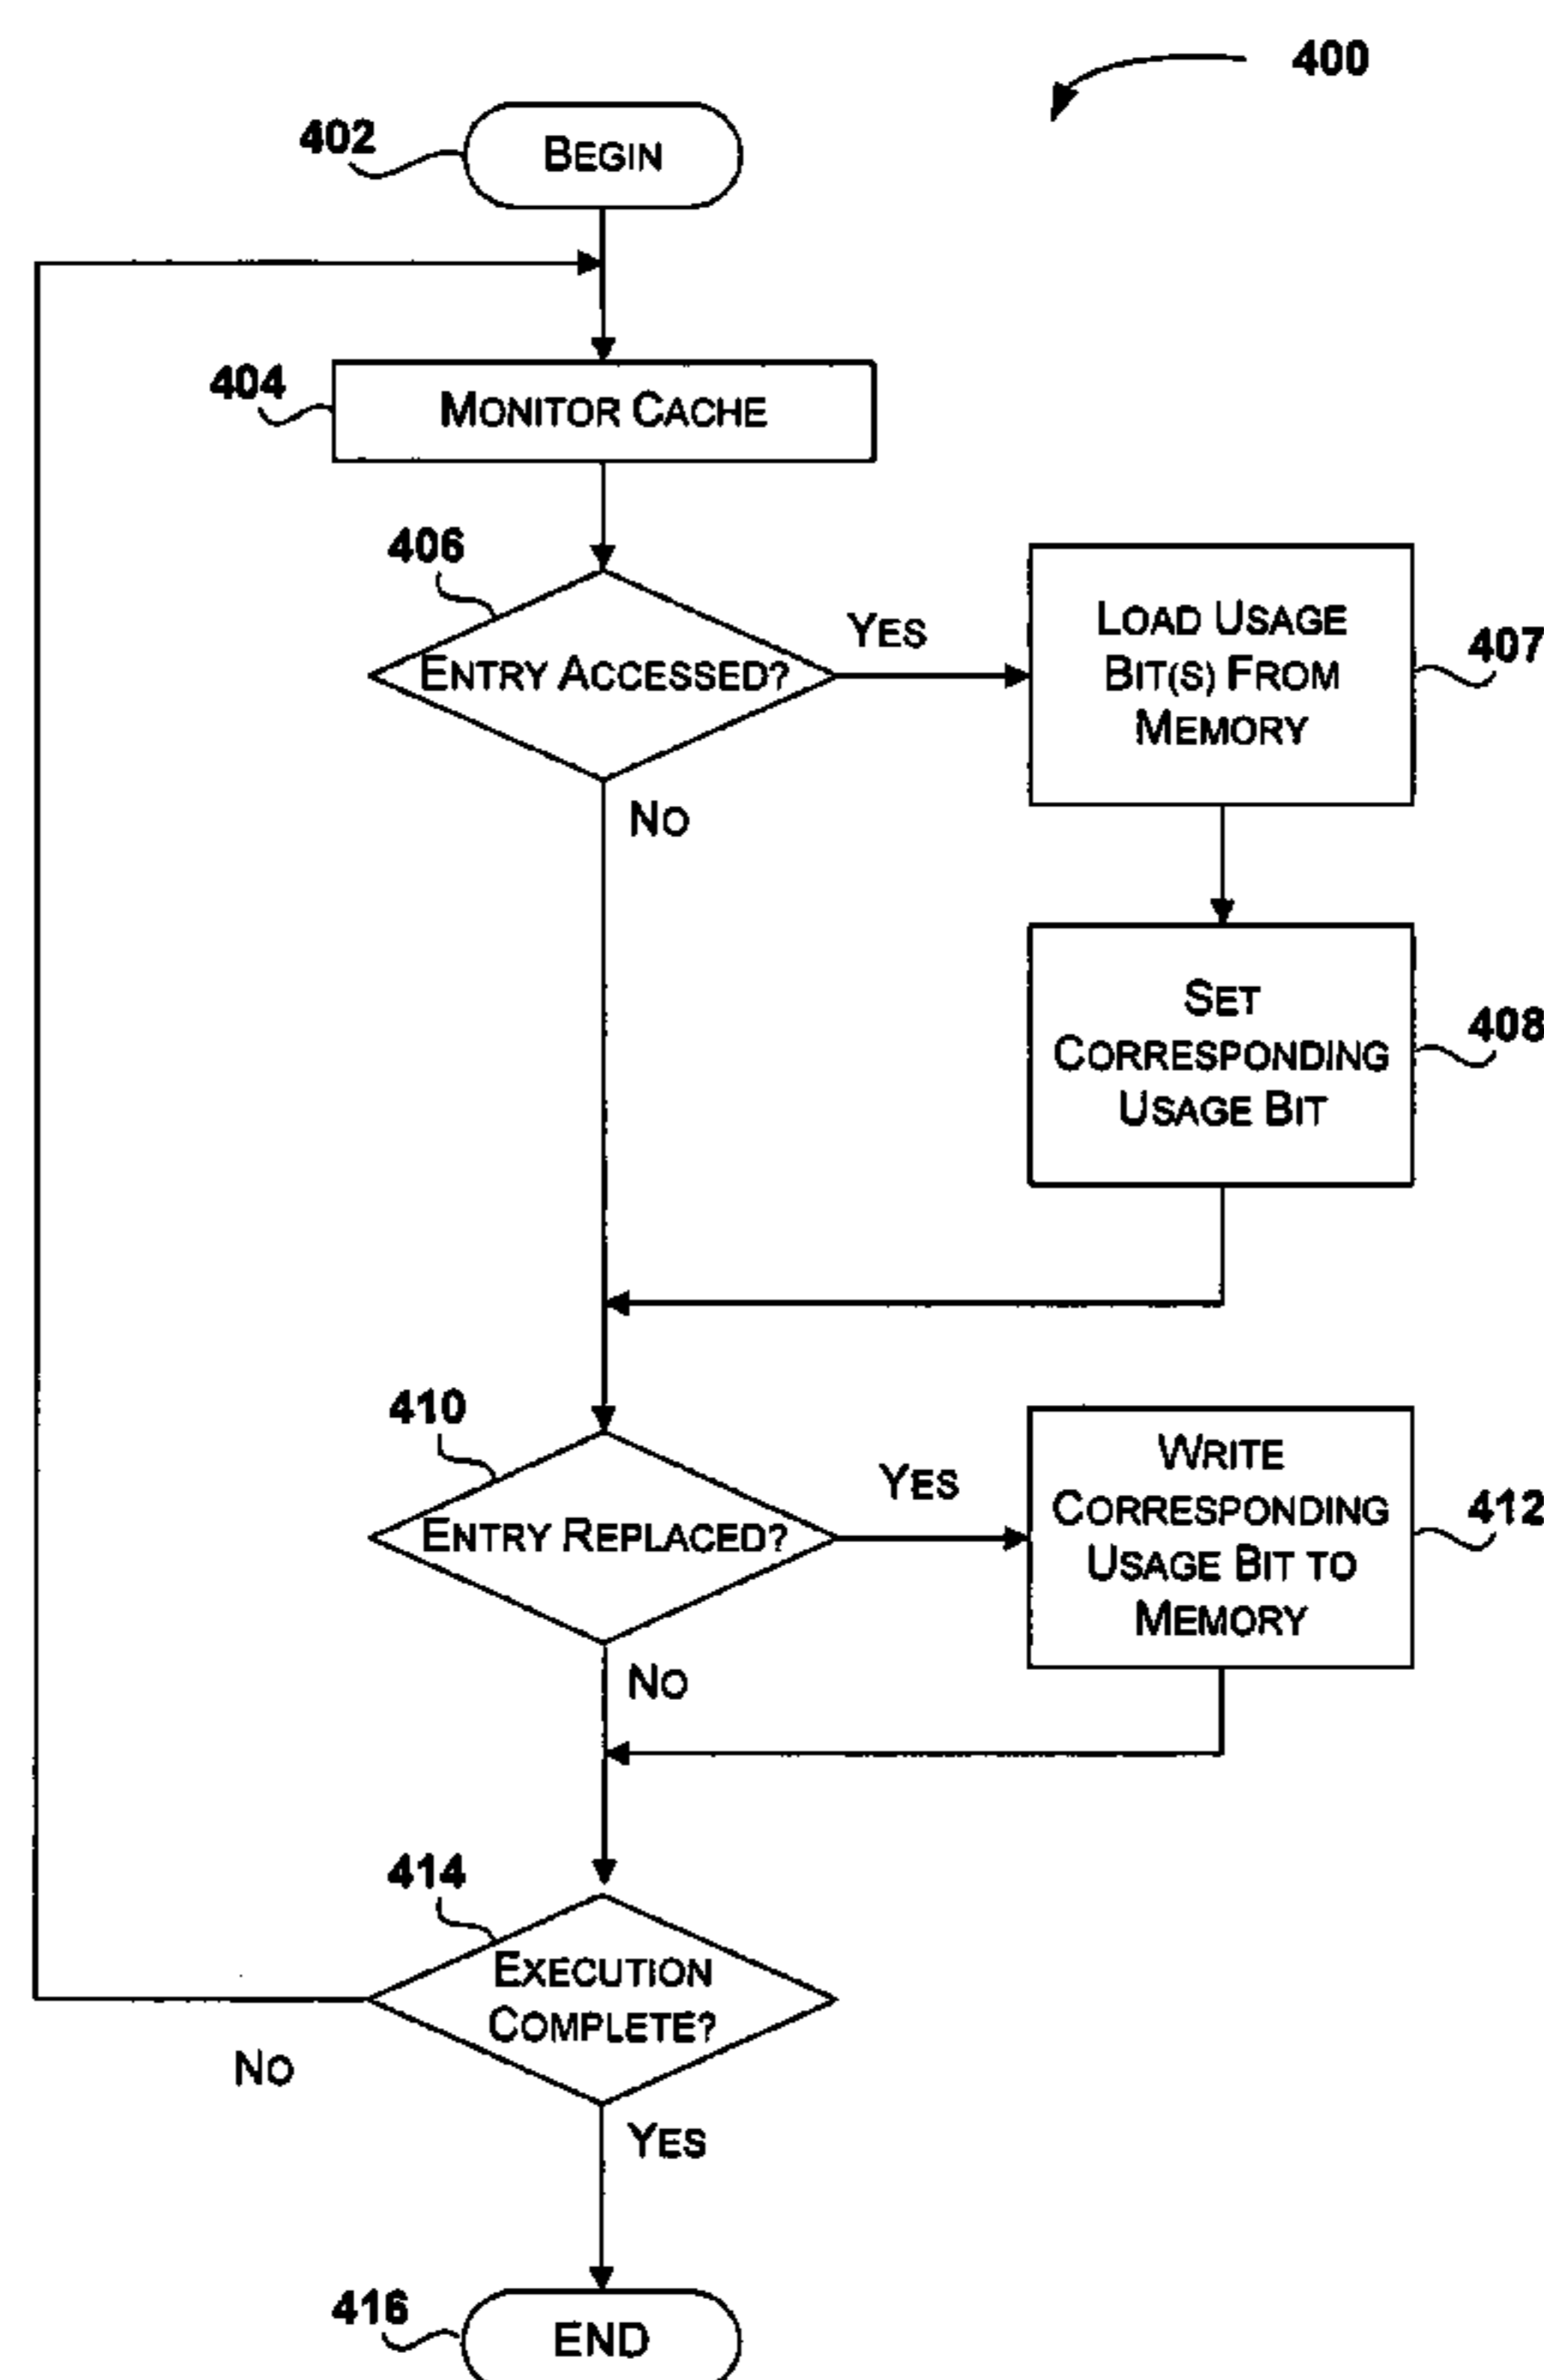 400
402
BEGIN
404
MONITOR CACHE
406
ENTRY ACCESSED?
YES
NO
LOAD USAGE
BIT(S) FROM
MEMORY
407
SET
CORRESPONDING
USAGE BIT
408
410
ENTRY REPLACED?
YES
NO
WRITE
CORRESPONDING
USAGE BIT TO
MEMORY
412
414
EXECUTION
COMPLETE?
NO
YES
416
END